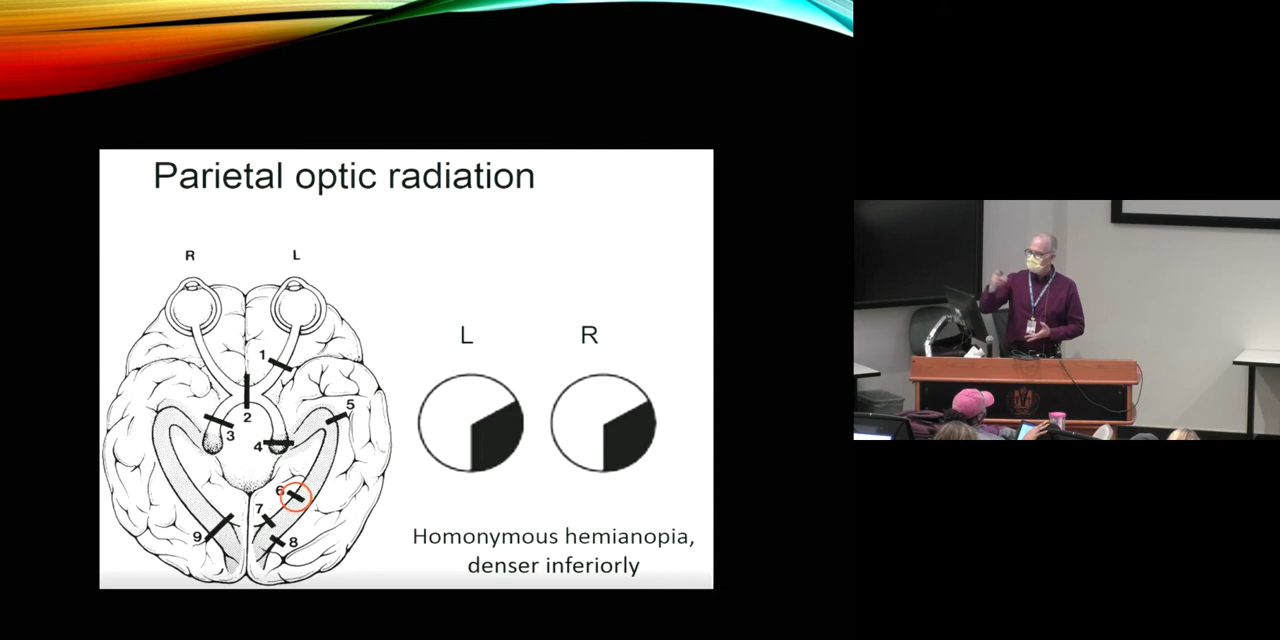 Parietal optic radiation
R
L
1
2
3
4
5
6
7
8
9
L
R
Homonymous hemianopia,
denser inferiorly